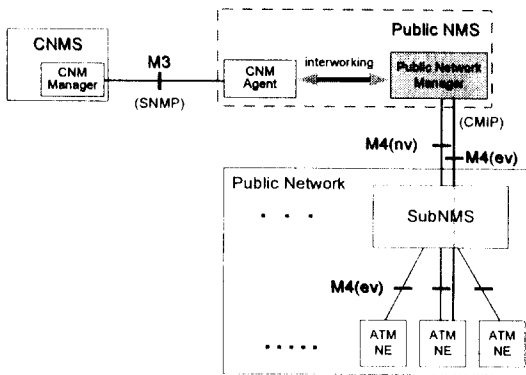 Public NMS
CNMS
CNM
Manager
M3
(SNMP)
CNM
Agent
interworking
Public Network
Manager
(CMIP)
M4(nv)
M4(ev)
Public Network
. . .
SubNMS
M4(ev)
. . . . .
ATM
NE
ATM
NE
ATM
NE